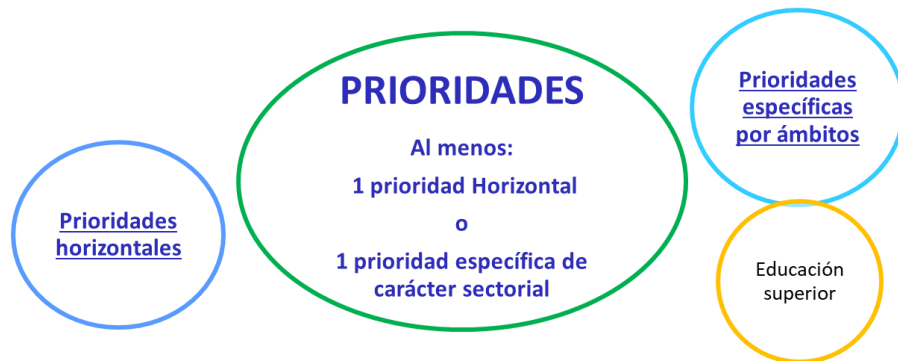 PRIORIDADES
Al menos:
1 prioridad Horizontal
o
1 prioridad específica de
carácter sectorial
Prioridades
horizontales
Prioridades
específicas
por ámbitos
Educación
superior